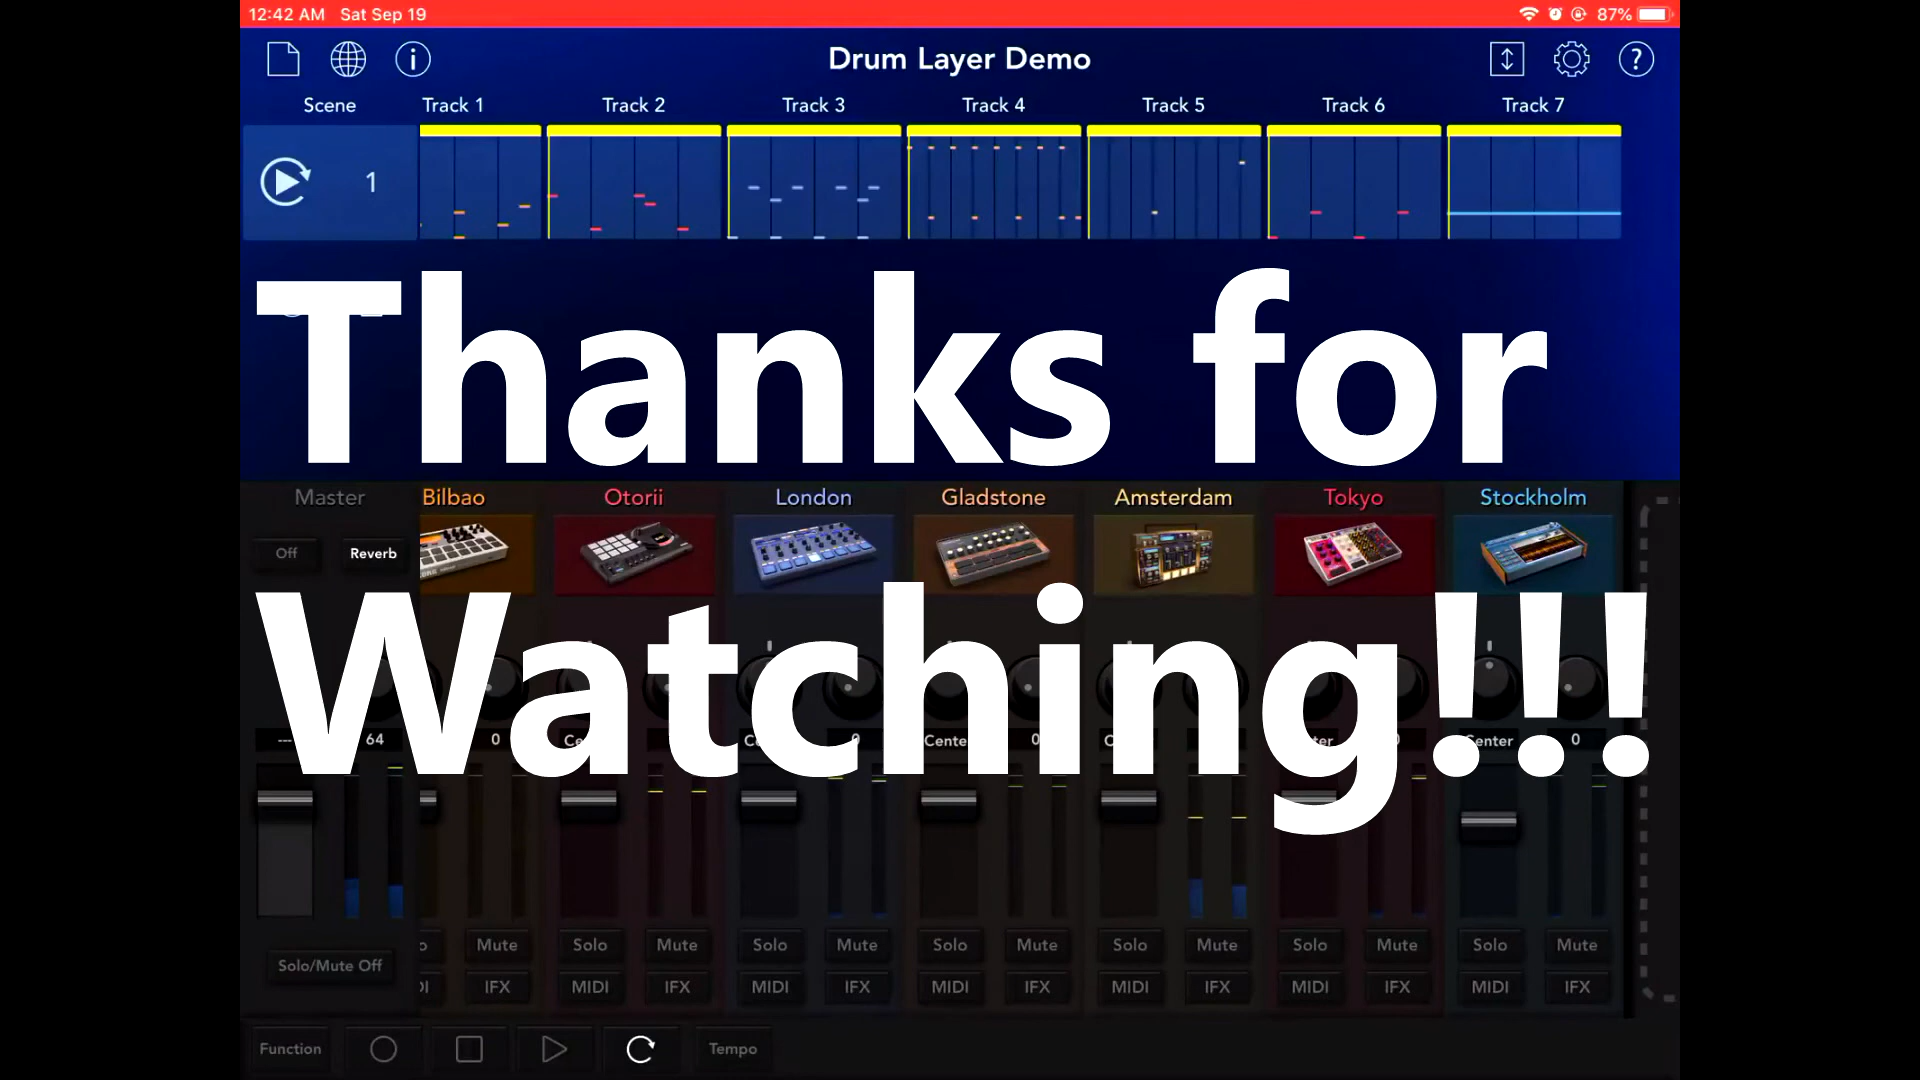 12:42 AM Sat Sep 19 87%
Drum Layer Demo
Scene Track 1 Track 2 Track 3 Track 4 Track 5 Track 6 Track 7
1
Thanks for
Master Bilbao Otorii London Gladstone Amsterdam Tokyo Stockholm
Off Reverb
Watching!!!
--- 64 0 0 Center 0
Solo Mute Solo Mute Solo Mute Solo Mute Solo Mute Solo Mute Mute
Solo/Mute Off
IFX MIDI IFX MIDI IFX MIDI IFX MIDI IFX MIDI IFX MIDI IFX
Function Tempo